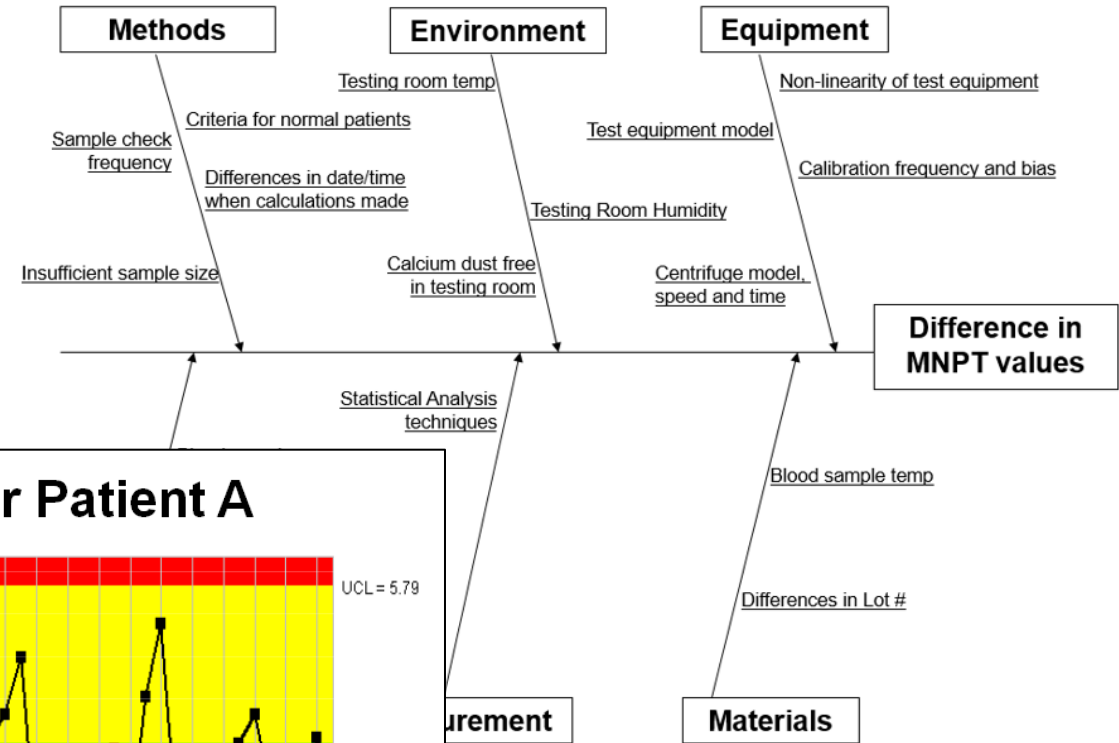 Methods
Environment
Equipment
Testing room temp
Non-linearity of test equipment
Criteria for normal patients
Test equipment model
Sample check
frequency
Calibration frequency and bias
Differences in date/time
when calculations made
Testing Room Humidity
Insufficient sample size
Calcium dust free
in testing room
Centrifuge model,
speed and time
Difference in
MNPT values
Statistical Analysis
techniques
Blood sample temp
r Patient A
UCL = 5.79
Differences in Lot #
urement
Materials